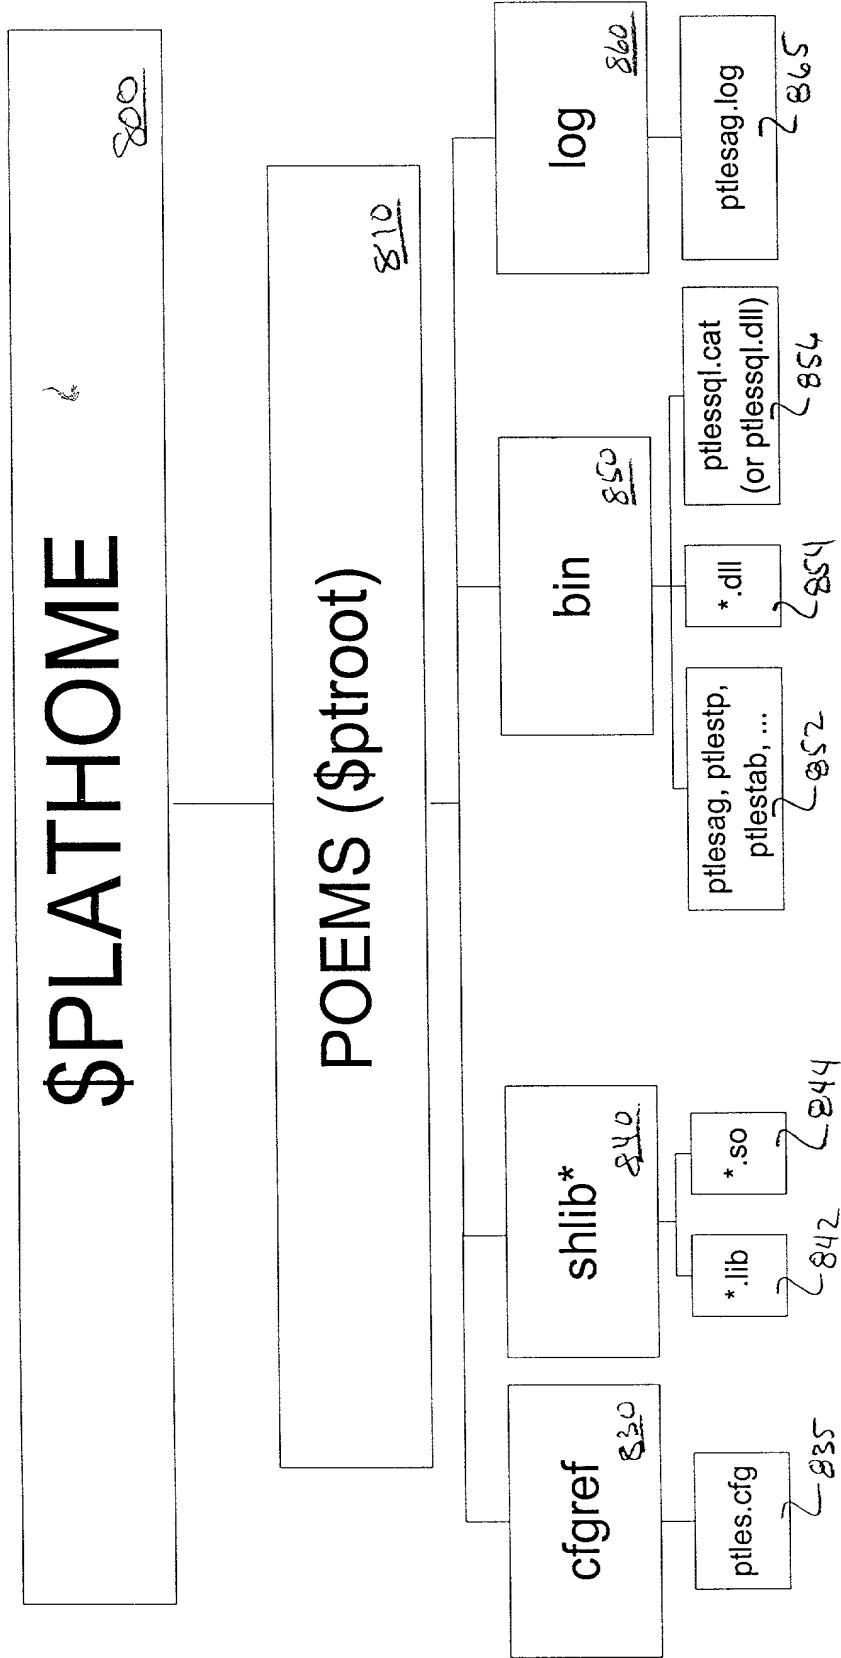 $PLATHOME
800
POEMS ($ptroot)
810
cfgref
830
shlib*
840
bin
850
log
860
ptles.cfg
835
*.lib
842
*.so
844
ptlesag, ptlestp,
ptlestab, ...
852
*.dll
854
ptlessql.cat
(or ptlessql.dll)
856
ptlesag.log
865